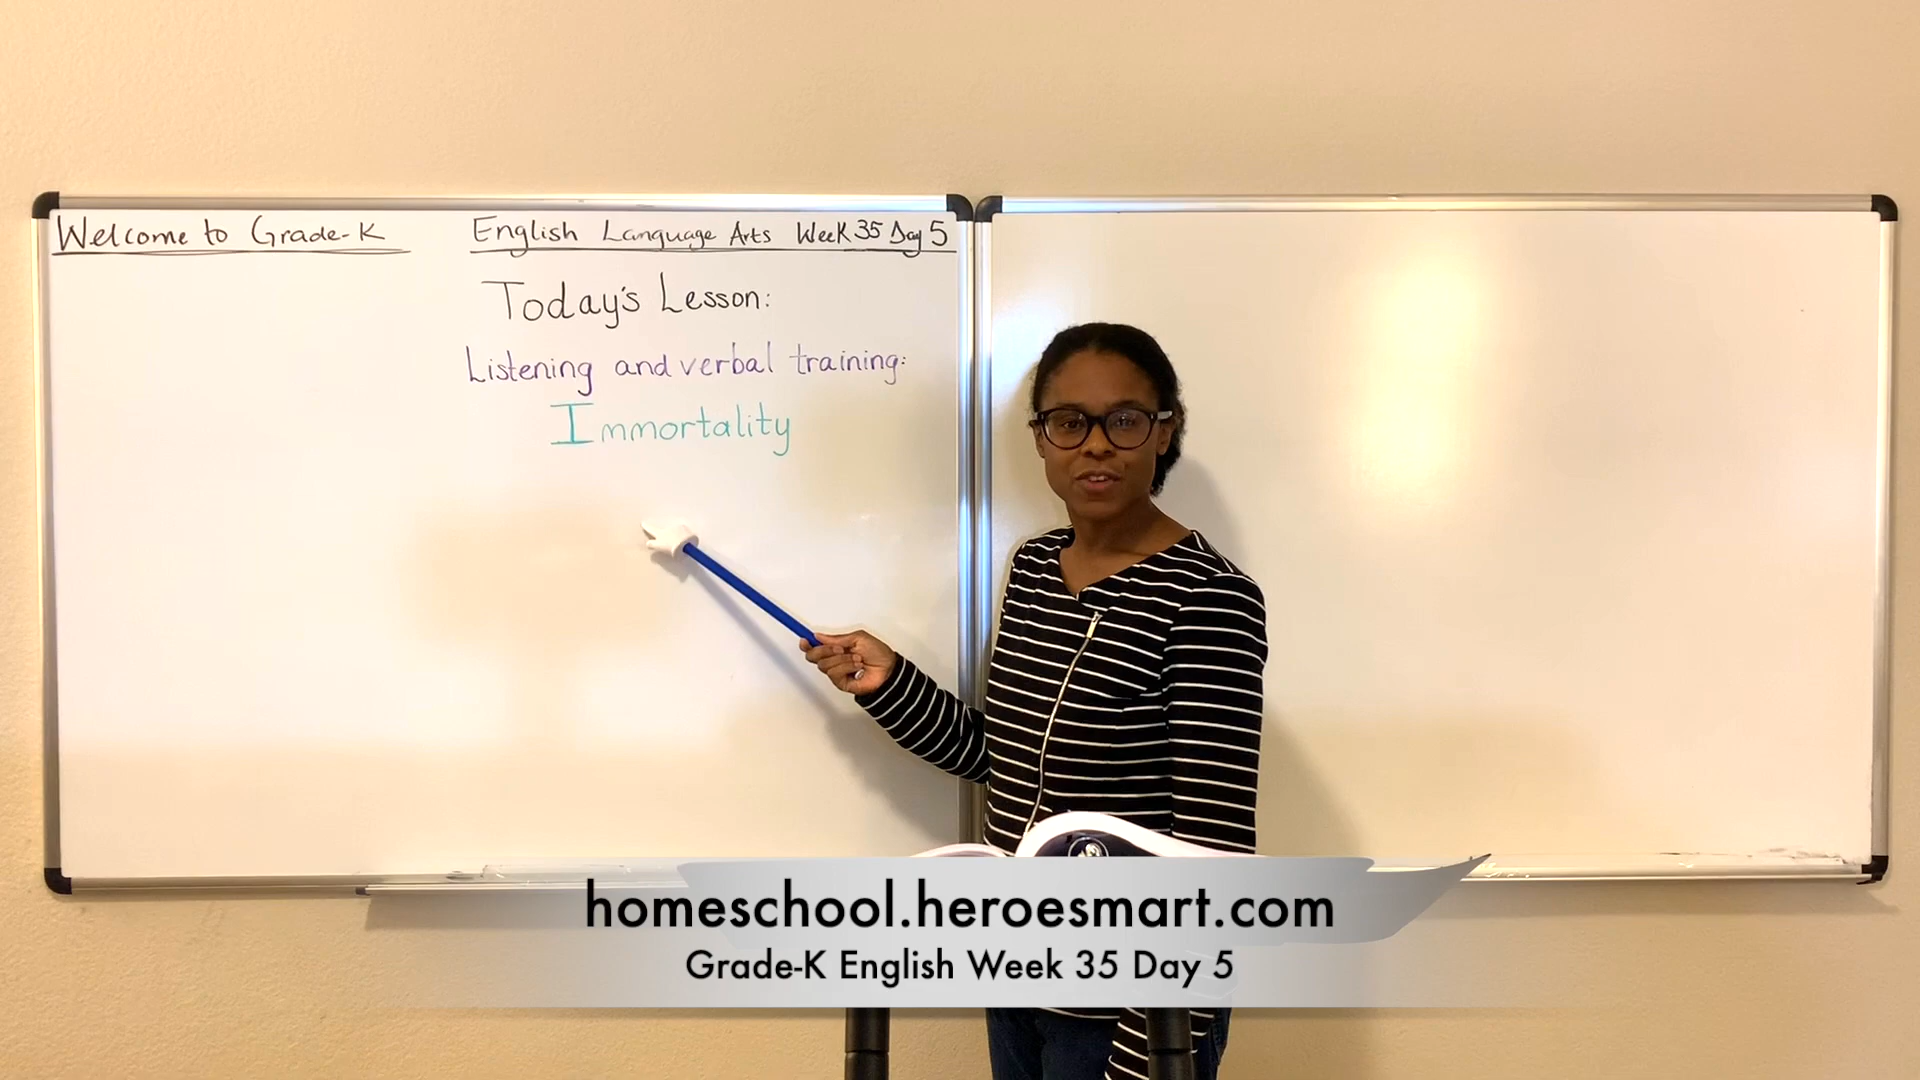 Welcome to Grade-K
English Language Arts Week 35 Day 5
Today's Lesson:
Listening and verbal training:
Immortality
homeschool.heroesmart.com
Grade-K English Week 35 Day 5